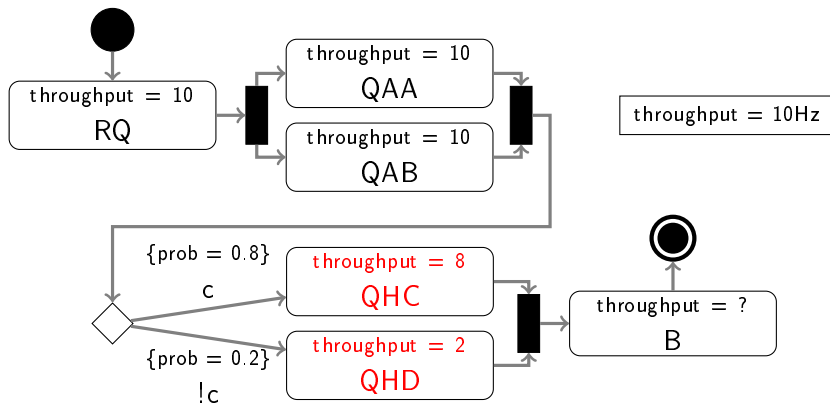 throughput = 10
RQ
throughput = 10
QAA
throughput = 10
QAB
throughput = 10Hz
{prob = 0.8}
c
throughput = 8
QHC
{prob = 0.2}
!c
throughput = 2
QHD
throughput = ?
B